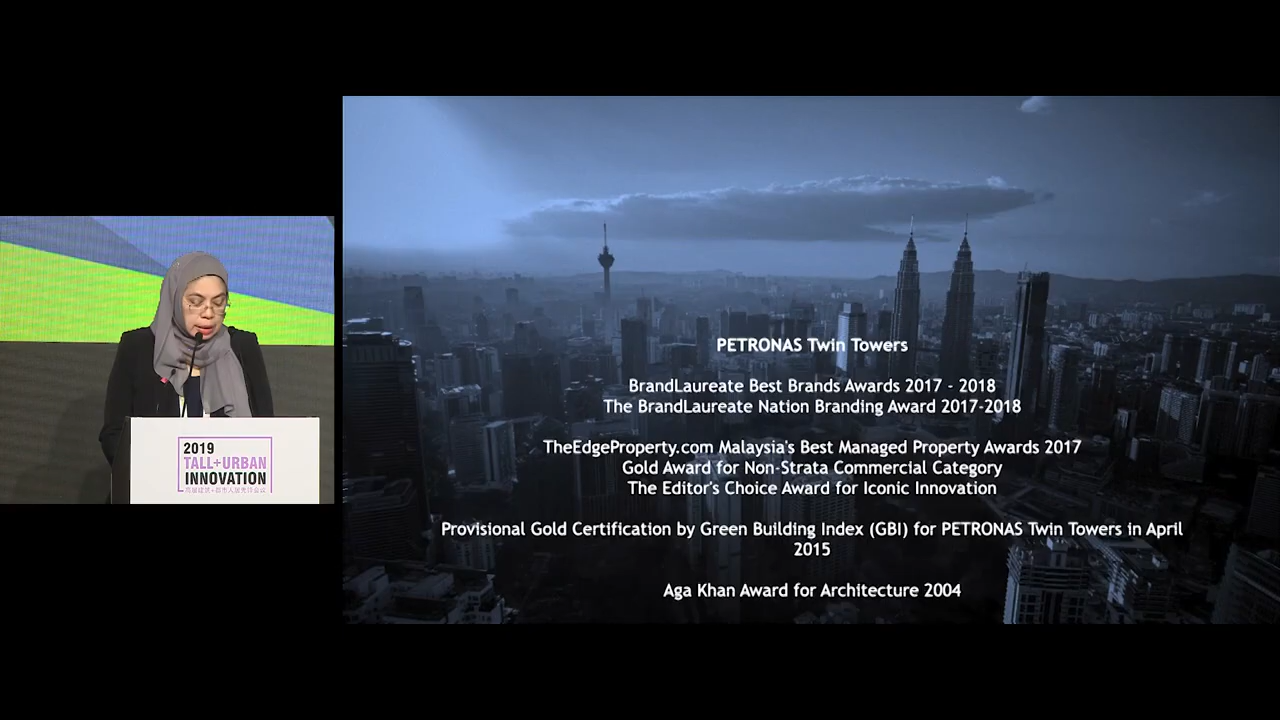 2019
TALL+URBAN
INNOVATION
PETRONAS Twin Towers
BrandLaureate Best Brands Awards 2017 - 2018
The BrandLaureate Nation Branding Award 2017-2018
TheEdgeProperty.com Malaysia's Best Managed Property Awards 2017
Gold Award for Non-Strata Commercial Category
The Editor's Choice Award for Iconic Innovation
Provisional Gold Certification by Green Building Index (GBI) for PETRONAS Twin Towers in April
2015
Aga Khan Award for Architecture 2004